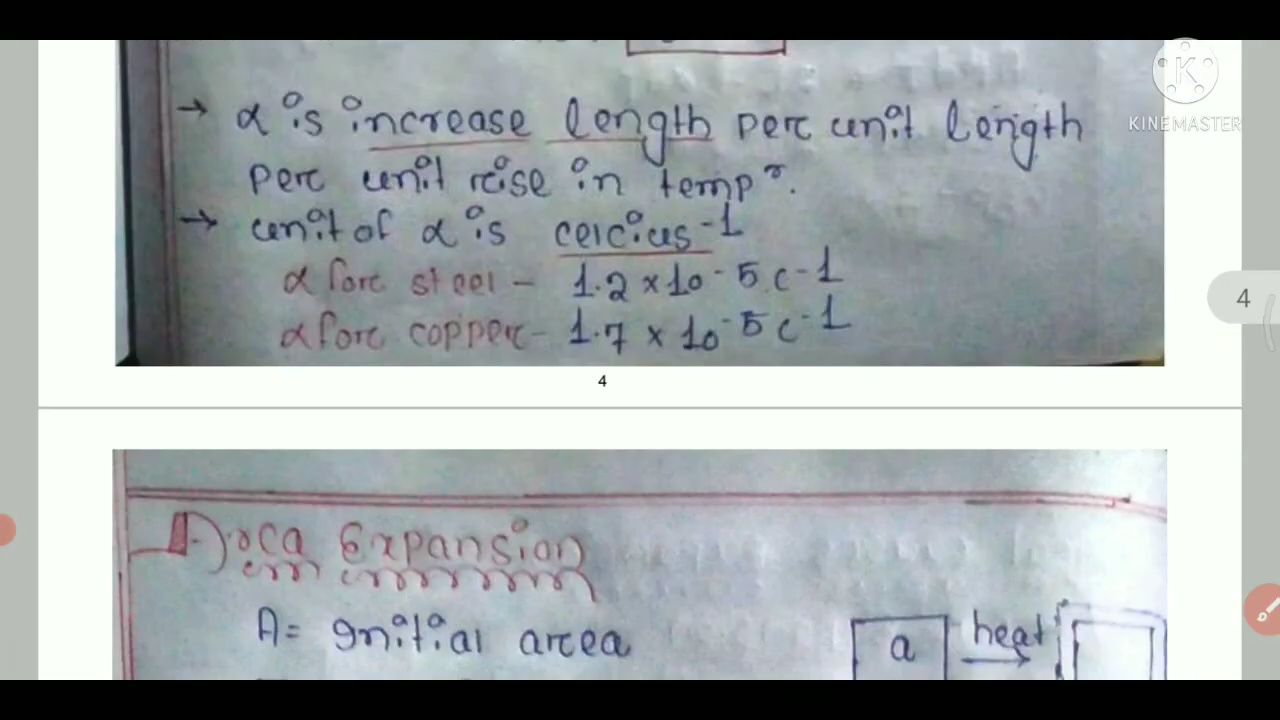 KINEMASTER
→ α is increase length per unit length
per unit rise in tempr.
→ unit of α is celcius-1
α for steel - 1.2 × 10-5 c-1
α for copper - 1.7 × 10-5 c-1
4
4
Area Expansion
A = Initial area
a heat